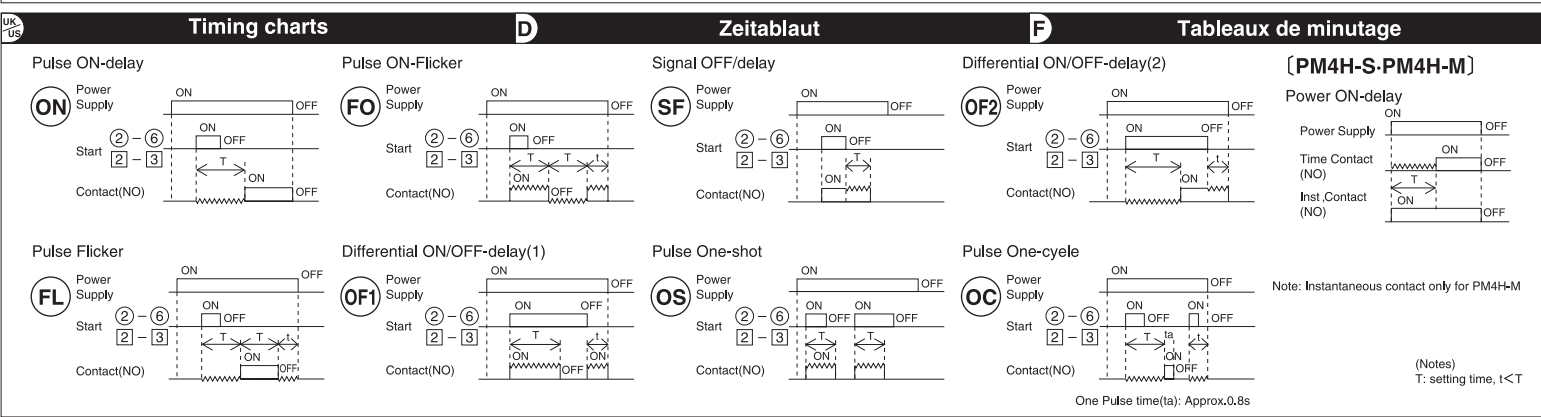 UK/US Timing charts D Zeitablaut F Tableaux de minutage
Pulse ON-delay
ON
Power
Supply
ON
OFF
Start
②-⑥
2-3
ON
OFF
T
Contact(NO)
ON
OFF
Pulse ON-Flicker
FO
Power
Supply
ON
OFF
Start
②-⑥
2-3
ON
OFF
T T t
Contact(NO)
ON
OFF
Signal OFF/delay
SF
Power
Supply
ON
OFF
Start
②-⑥
2-3
ON
OFF
T
Contact(NO)
ON
Differential ON/OFF-delay(2)
OF2
Power
Supply
ON
OFF
Start
②-⑥
2-3
ON
OFF
T t
Contact(NO)
ON
OFF
〔PM4H-S·PM4H-M〕
Power ON-delay
Power Supply
ON
OFF
Time Contact
(NO)
ON
OFF
T
Inst ,Contact
(NO)
ON
OFF
Pulse Flicker
FL
Power
Supply
ON
OFF
Start
②-⑥
2-3
ON
OFF
T T t
Contact(NO)
ON
OFF
Differential ON/OFF-delay(1)
OF1
Power
Supply
ON
OFF
Start
②-⑥
2-3
ON
OFF
T t
Contact(NO)
ON
OFF
ON
Pulse One-shot
OS
Power
Supply
ON
OFF
Start
②-⑥
2-3
ON
OFF
ON
OFF
T T
Contact(NO)
ON
ON
Pulse One-cyele
OC
Power
Supply
ON
OFF
Start
②-⑥
2-3
ON
OFF
ON
OFF
T ta t
Contact(NO)
ON
OFF
One Pulse time(ta): Approx.0.8s
Note: Instantaneous contact only for PM4H-M
(Notes)
T: setting time, t<T